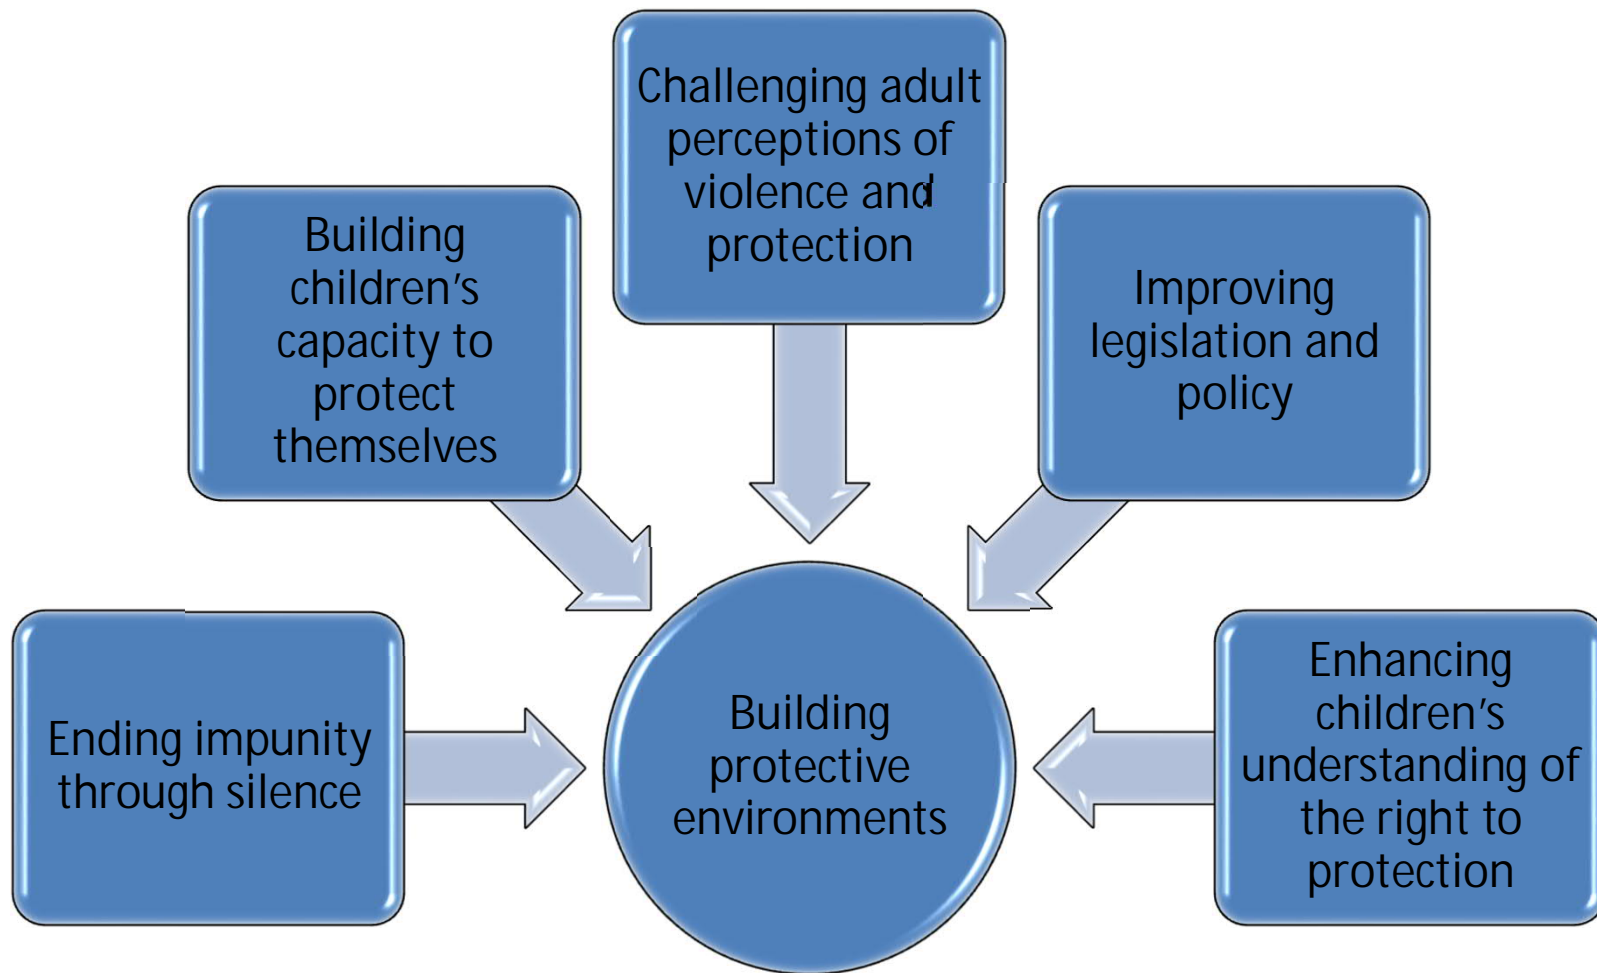 Challenging adult
perceptions of
violence and
protection
Building
children's
capacity to
protect
themselves
Improving
legislation and
policy
Ending impunity
through silence
Building
protective
environments
Enhancing
children's
understanding of
the right to
protection